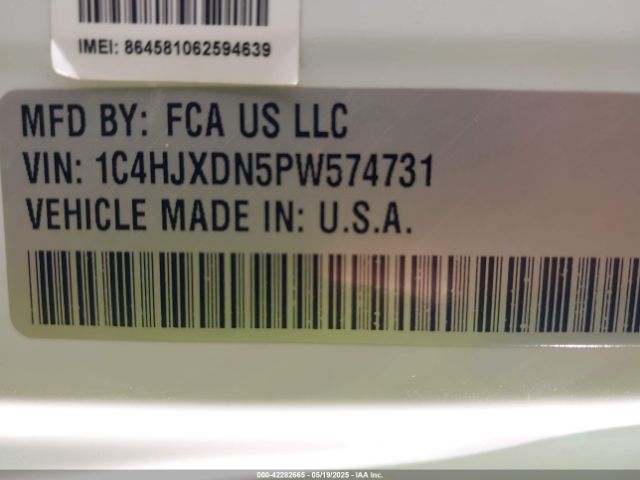 IMEI: 864581062594639
MFD BY: FCA US LLC
VIN: 1C4HJXDN5PW574731
VEHICLE MADE IN: U.S.A.
000-42282665 - 05/19/2025 - IAA Inc.